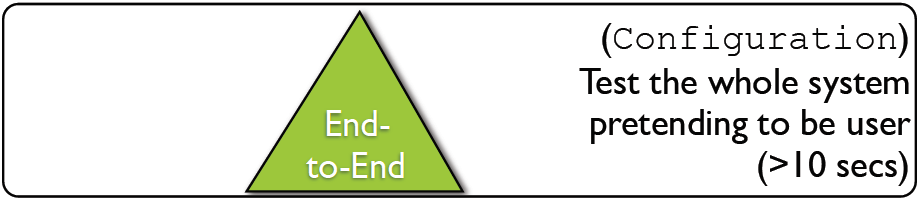 End-
to-End
(Configuration)
Test the whole system
pretending to be user
(>10 secs)